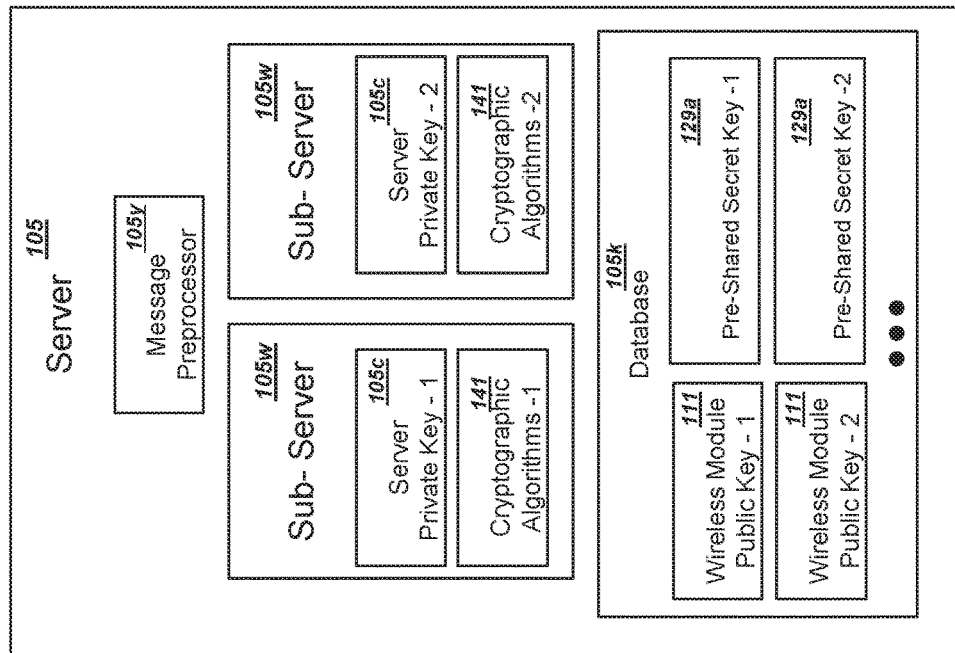 105
Server
105y
Message
Preprocessor
105w
Sub- Server
105c
Server
Private Key - 1
141
Cryptographic
Algorithms -1
105w
Sub- Server
105c
Server
Private Key - 2
141
Cryptographic
Algorithms -2
105k
Database
111
Wireless Module
Public Key - 1
129a
Pre-Shared Secret Key -1
111
Wireless Module
Public Key - 2
129a
Pre-Shared Secret Key -2